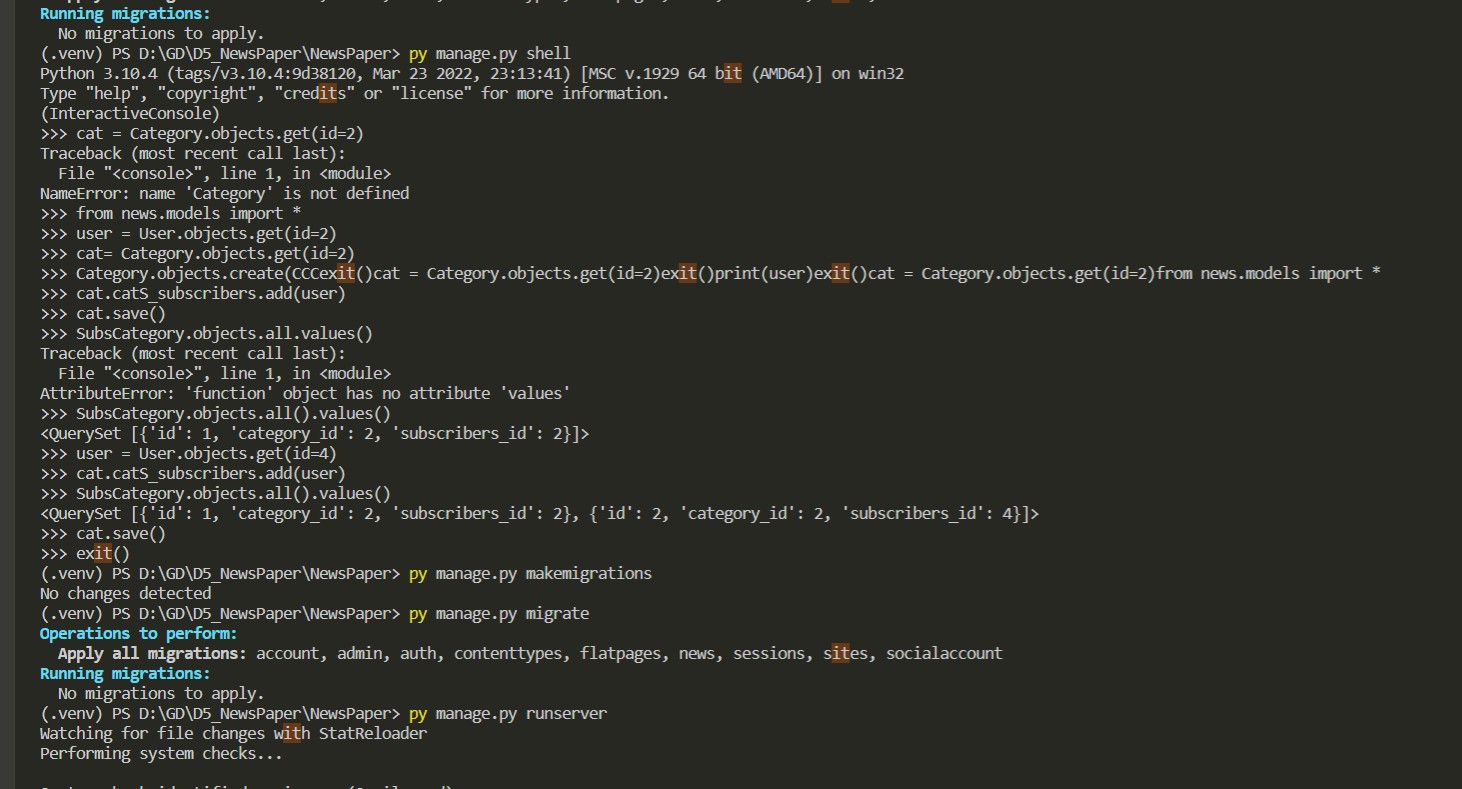 Running migrations:
No migrations to apply.
(.venv) PS D:\GD\D5_NewsPaper\NewsPaper> py manage.py shell
Python 3.10.4 (tags/v3.10.4:9d38120, Mar 23 2022, 23:13:41) [MSC v.1929 64 bit (AMD64)] on win32
Type "help", "copyright", "credits" or "license" for more information.
(InteractiveConsole)
>>> cat = Category.objects.get(id=2)
Traceback (most recent call last):
File "<console>", line 1, in <module>
NameError: name 'Category' is not defined
>>> from news.models import *
>>> user = User.objects.get(id=2)
>>> cat= Category.objects.get(id=2)
>>> Category.objects.create(CCCexit()cat = Category.objects.get(id=2)exit()print(user)exit()cat = Category.objects.get(id=2)from news.models import *
>>> cat.catS_subscribers.add(user)
>>> cat.save()
>>> SubsCategory.objects.all.values()
Traceback (most recent call last):
File "<console>", line 1, in <module>
AttributeError: 'function' object has no attribute 'values'
>>> SubsCategory.objects.all().values()
<QuerySet [{'id': 1, 'category_id': 2, 'subscribers_id': 2}]>
>>> user = User.objects.get(id=4)
>>> cat.catS_subscribers.add(user)
>>> SubsCategory.objects.all().values()
<QuerySet [{'id': 1, 'category_id': 2, 'subscribers_id': 2}, {'id': 2, 'category_id': 2, 'subscribers_id': 4}]>
>>> cat.save()
>>> exit()
(.venv) PS D:\GD\D5_NewsPaper\NewsPaper> py manage.py makemigrations
No changes detected
(.venv) PS D:\GD\D5_NewsPaper\NewsPaper> py manage.py migrate
Operations to perform:
Apply all migrations: account, admin, auth, contenttypes, flatpages, news, sessions, sites, socialaccount
Running migrations:
No migrations to apply.
(.venv) PS D:\GD\D5_NewsPaper\NewsPaper> py manage.py runserver
Watching for file changes with StatReloader
Performing system checks...